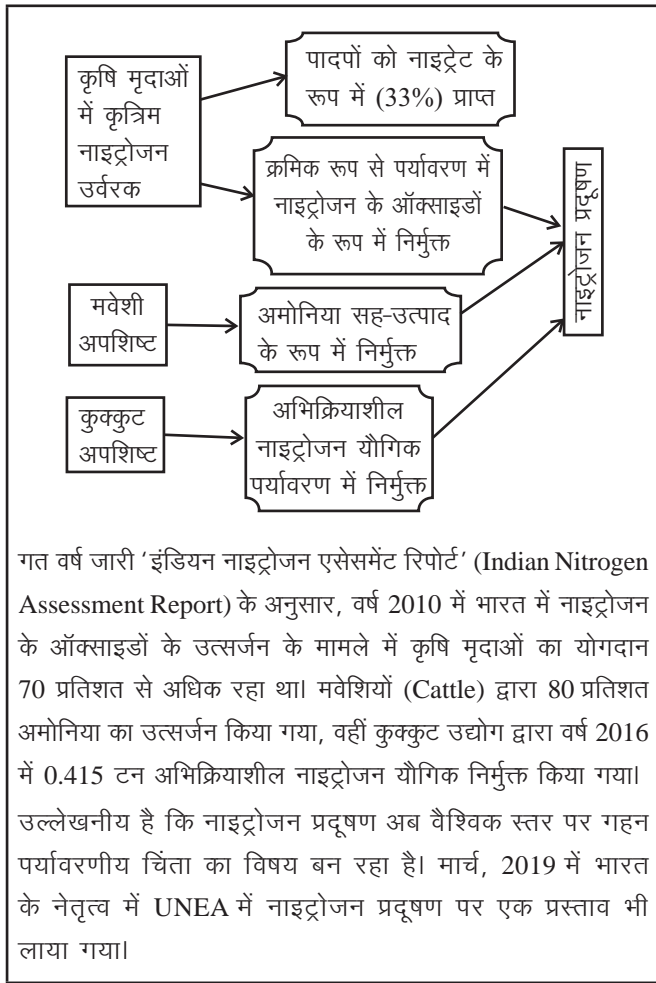 कृषि मृदाओं
में कृत्रिम
नाइट्रोजन
उर्वरक
पादपों को नाइट्रेट के
रूप में (33%) प्राप्त
क्रमिक रूप से पर्यावरण में
नाइट्रोजन के ऑक्साइडों
के रूप में निर्मुक्त
मवेशी
अपशिष्ट
अमोनिया सह-उत्पाद
के रूप में निर्मुक्त
कुक्कुट
अपशिष्ट
अभिक्रियाशील
नाइट्रोजन यौगिक
पर्यावरण में निर्मुक्त
नाइट्रोजन प्रदूषण
गत वर्ष जारी 'इंडियन नाइट्रोजन एसेसमेंट रिपोर्ट' (Indian Nitrogen
Assessment Report) के अनुसार, वर्ष 2010 में भारत में नाइट्रोजन
के ऑक्साइडों के उत्सर्जन के मामले में कृषि मृदाओं का योगदान
70 प्रतिशत से अधिक रहा था। मवेशियों (Cattle) द्वारा 80 प्रतिशत
अमोनिया का उत्सर्जन किया गया, वहीं कुक्कुट उद्योग द्वारा वर्ष 2016
में 0.415 टन अभिक्रियाशील नाइट्रोजन यौगिक निर्मुक्त किया गया।
उल्लेखनीय है कि नाइट्रोजन प्रदूषण अब वैश्विक स्तर पर गहन
पर्यावरणीय चिंता का विषय बन रहा है। मार्च, 2019 में भारत
के नेतृत्व में UNEA में नाइट्रोजन प्रदूषण पर एक प्रस्ताव भी
लाया गया।